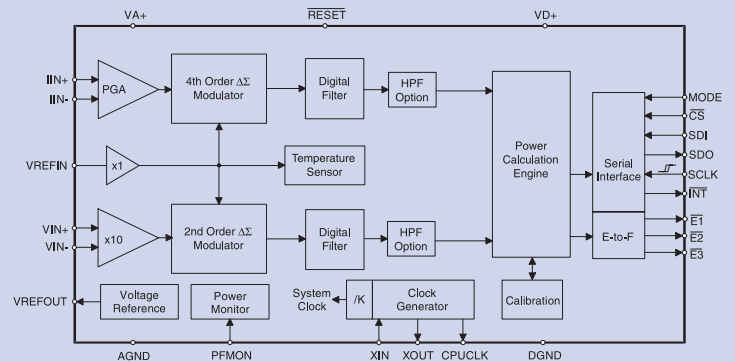 VA+
RESET
VD+
IIN+
IIN-
PGA
4th Order ΔΣ
Modulator
Digital
Filter
HPF
Option
Power
Calculation
Engine
Serial
Interface
MODE
CS
SDI
SDO
SCLK
INT
VREFIN
x1
Temperature
Sensor
VIN+
VIN-
x10
2nd Order ΔΣ
Modulator
Digital
Filter
HPF
Option
E-to-F
E1
E2
E3
VREFOUT
Voltage
Reference
Power
Monitor
System
Clock
/K
Clock
Generator
Calibration
AGND
PFMON
XIN
XOUT
CPUCLK
DGND